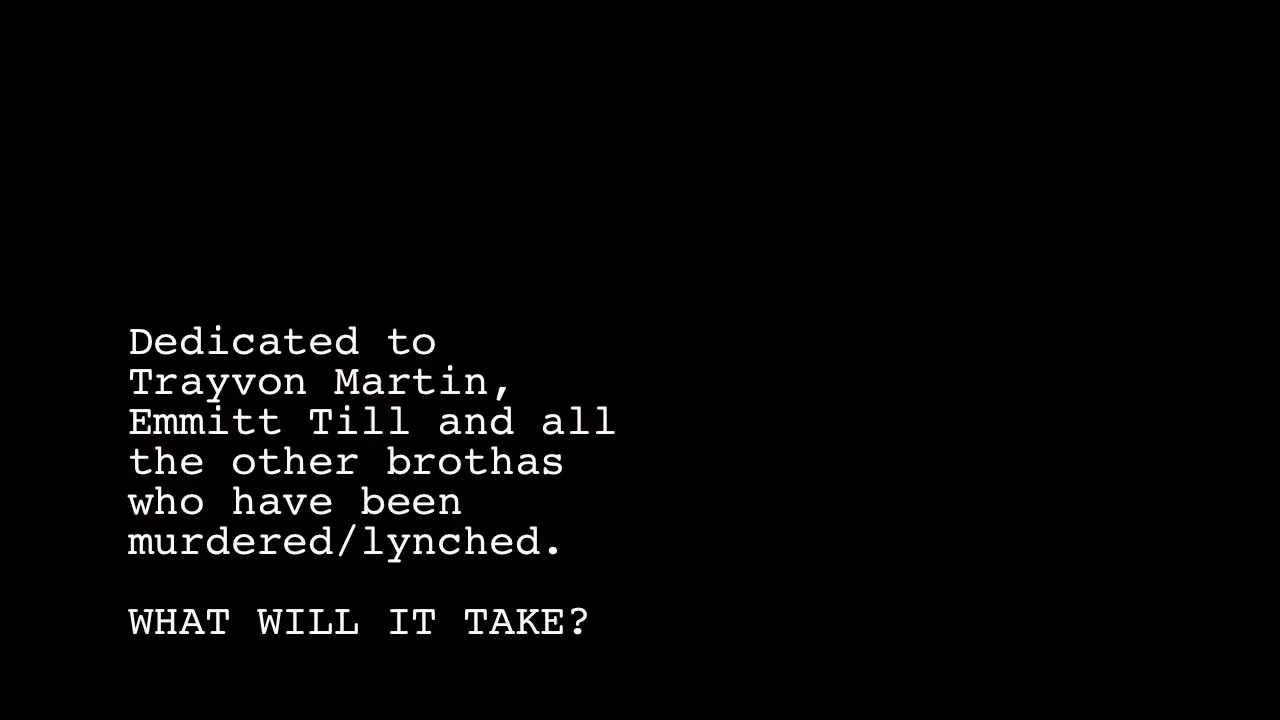 Dedicated to
Trayvon Martin,
Emmitt Till and all
the other brothas
who have been
murdered/lynched.
WHAT WILL IT TAKE?